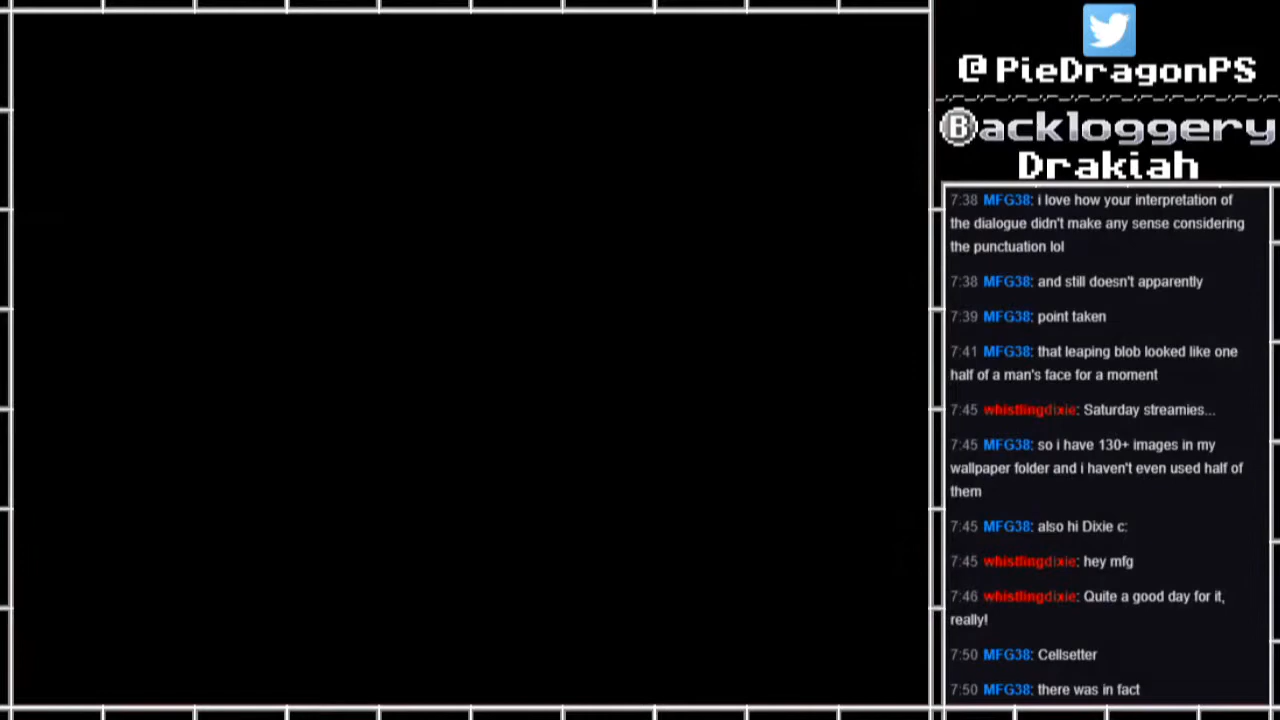 @PieDragonPS
Backloggery
Drakiah
7:38 MFG38: i love how your interpretation of
the dialogue didn't make any sense considering
the punctuation lol
7:38 MFG38: and still doesn't apparently
7:39 MFG38: point taken
7:41 MFG38: that leaping blob looked like one
half of a man's face for a moment
7:45 whistlingdixie: Saturday streamies...
7:45 MFG38: so i have 130+ images in my
wallpaper folder and i haven't even used half of
them
7:45 MFG38: also hi Dixie c:
7:45 whistlingdixie: hey mfg
7:46 whistlingdixie: Quite a good day for it,
really!
7:50 MFG38: Cellsetter
7:50 MFG38: there was in fact